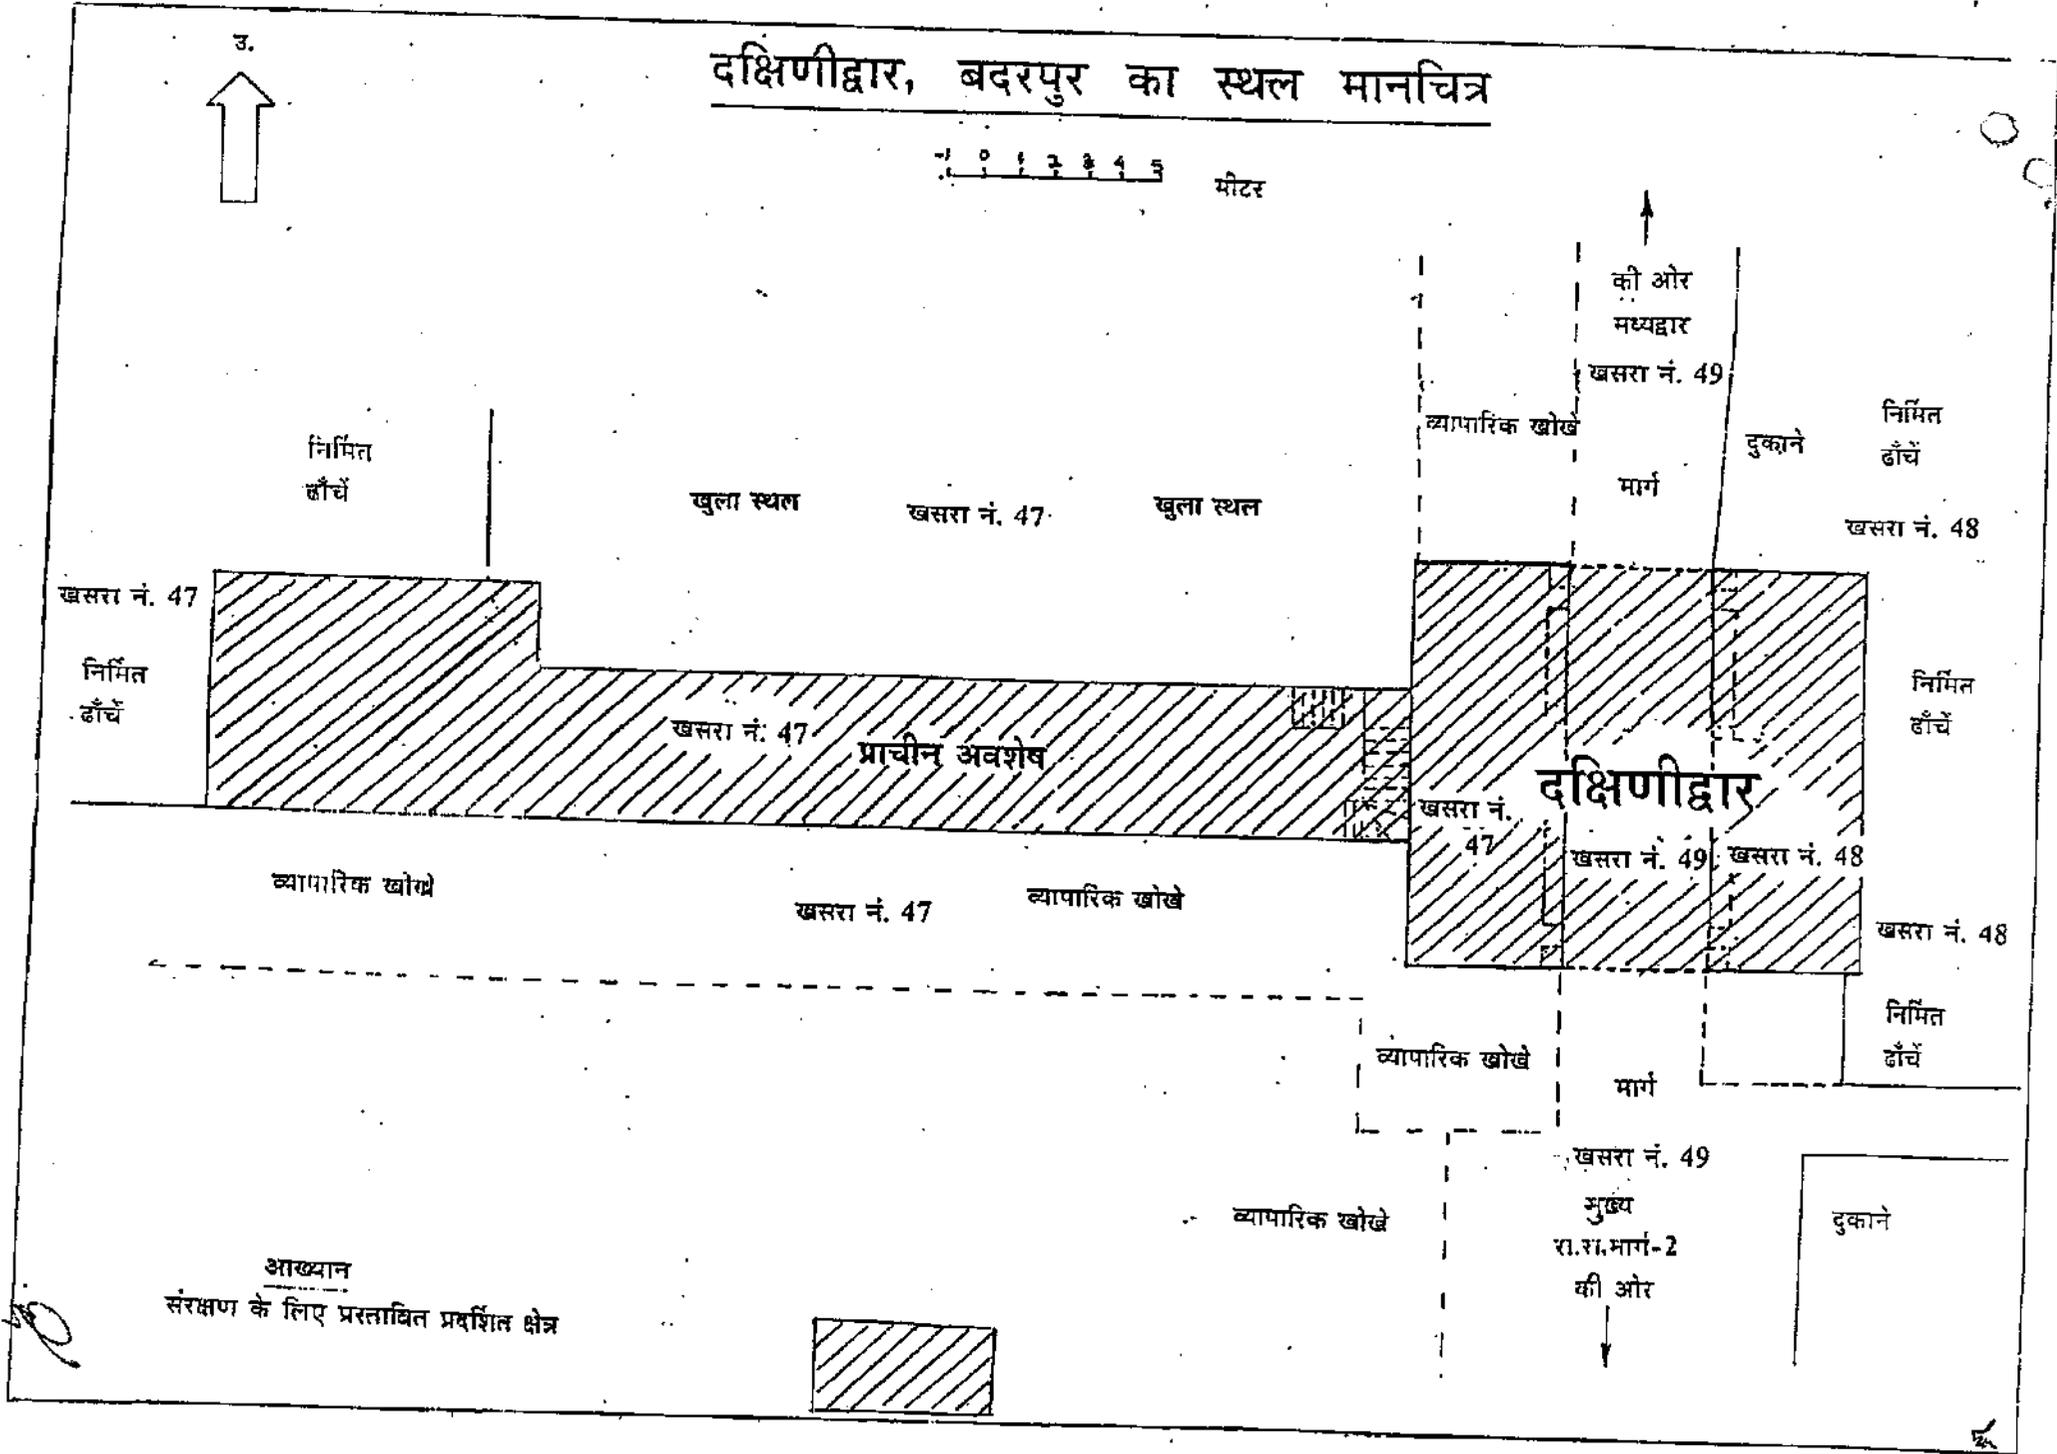 उ.
दक्षिणीद्वार, बदरपुर का स्थल मानचित्र
-1 0 1 2 3 4 5
मीटर
की ओर
मध्यद्वार
खसरा नं. 49
व्यापारिक खोखे
मार्ग
दुकाने
निर्मित
ढाँचें
खसरा नं. 48
निर्मित
ढाँचें
खुला स्थल
खसरा नं. 47
खुला स्थल
खसरा नं. 47
निर्मित
ढाँचें
खसरा नं. 47
प्राचीन अवशेष
निर्मित
ढाँचें
दक्षिणीद्वार
खसरा नं.
47
खसरा नं. 49
खसरा नं. 48
व्यापारिक खोखे
खसरा नं. 47
व्यापारिक खोखे
खसरा नं. 48
निर्मित
ढाँचें
व्यापारिक खोखे
मार्ग
खसरा नं. 49
मुख्य
रा.रा.मार्ग-2
की ओर
व्यापारिक खोखे
दुकाने
आख्यान
संरक्षण के लिए प्रस्तावित प्रदर्शित क्षेत्र